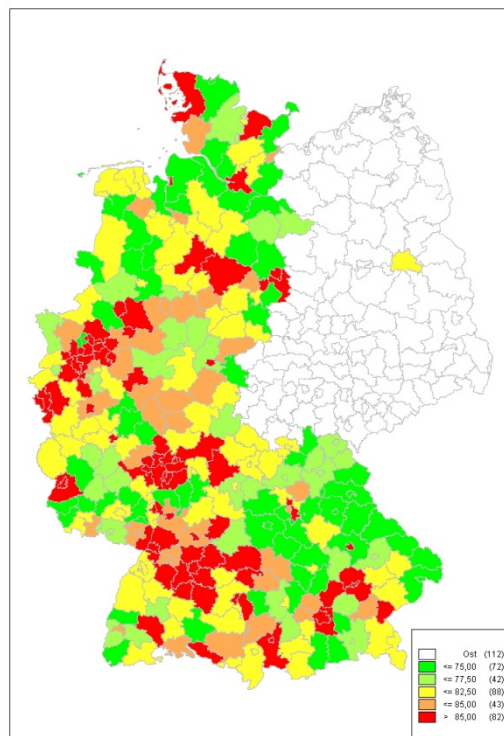 Ost (112)
<= 75,00 (72)
<= 77,50 (42)
<= 82,50 (88)
<= 85,00 (43)
> 85,00 (82)